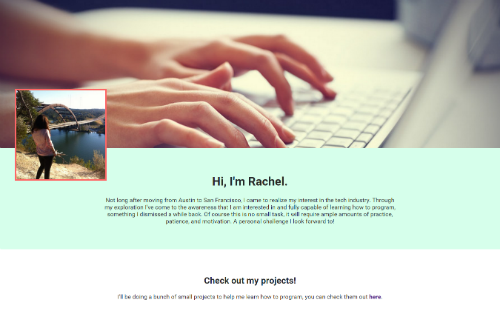 Hi, I'm Rachel.
Not long after moving from Austin to San Francisco, I came to realize my interest in the tech industry. Through
my exploration I've come to the awareness that I am interested in and fully capable of learning how to program,
something I dismissed a while back. Of course this is no small task, it will require ample amounts of practice,
patience, and motivation. A personal challenge I look forward to!
Check out my projects!
I'll be doing a bunch of small projects to help me learn how to program, you can check them out here.